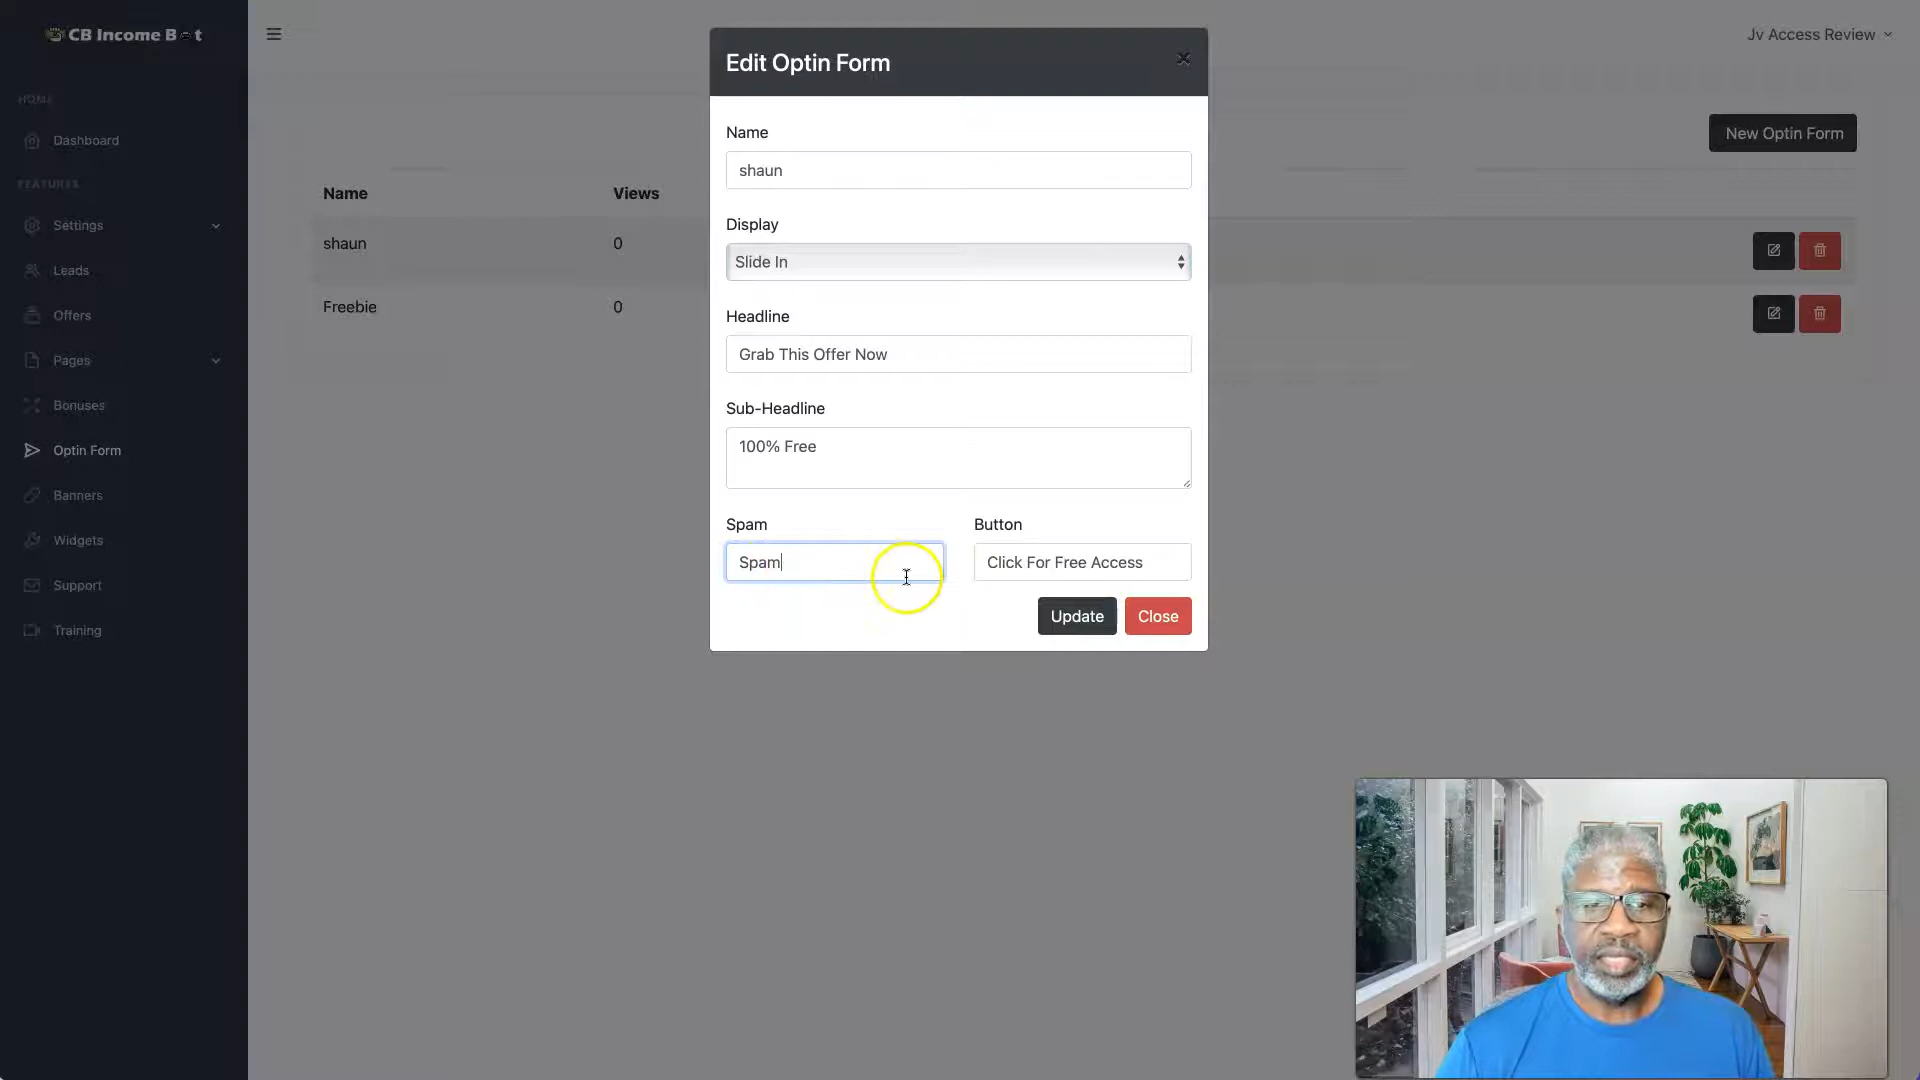 CB Income Bot
Jv Access Review
HOME
Dashboard
FEATURES
Settings
Leads
Offers
Pages
Bonuses
Optin Form
Banners
Widgets
Support
Training
New Optin Form
Name Views
shaun 0
Freebie 0
Edit Optin Form
Name
shaun
Display
Slide In
Headline
Grab This Offer Now
Sub-Headline
100% Free
Spam Button
Spam Click For Free Access
Update Close